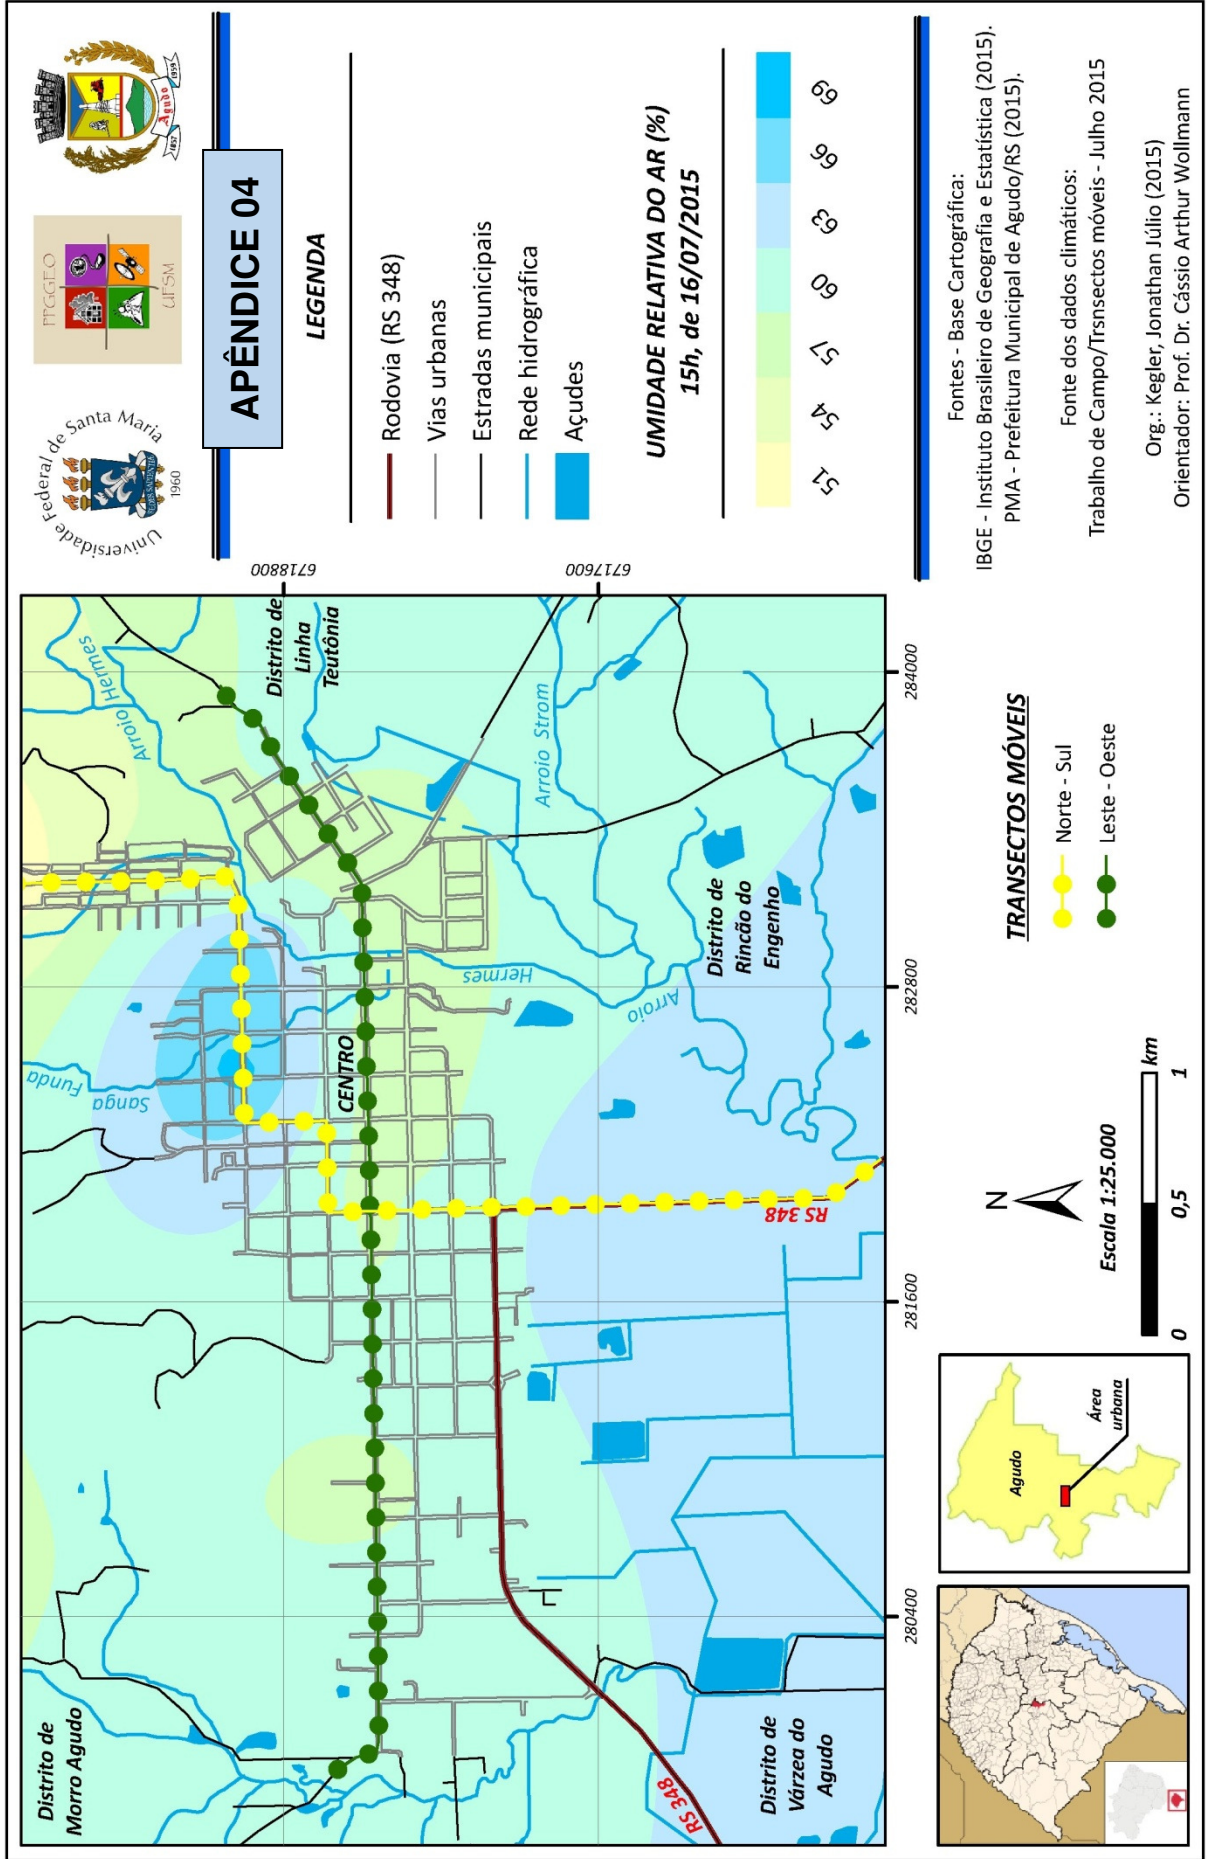 Distrito de
Morro Agudo
Arroio Hermes
Distrito de
Linha
Teutônia
Sanga
Funda
CENTRO
Hermes
Arroio
Arroio Strom
Distrito de
Rincão do
Engenho
RS 348
RS 348
Distrito de
Várzea do
Agudo
6718800
6717600
280400
281600
282800
284000
Universidade Federal de Santa Maria
1960
PPGGEO
UFSM
1857
Agudo
1959
APÊNDICE 04
LEGENDA
Rodovia (RS 348)
Vias urbanas
Estradas municipais
Rede hidrográfica
Açudes
UMIDADE RELATIVA DO AR (%)
15h, de 16/07/2015
51
54
57
60
63
66
69
Agudo
Área
urbana
N
Escala 1:25.000
km
0
0,5
1
TRANSECTOS MÓVEIS
Norte - Sul
Leste - Oeste
Fontes - Base Cartográfica:
IBGE - Instituto Brasileiro de Geografia e Estatística (2015).
PMA - Prefeitura Municipal de Agudo/RS (2015).
Fonte dos dados climáticos:
Trabalho de Campo/Trsnsectos móveis - Julho 2015
Org.: Kegler, Jonathan Júlio (2015)
Orientador: Prof. Dr. Cássio Arthur Wollmann